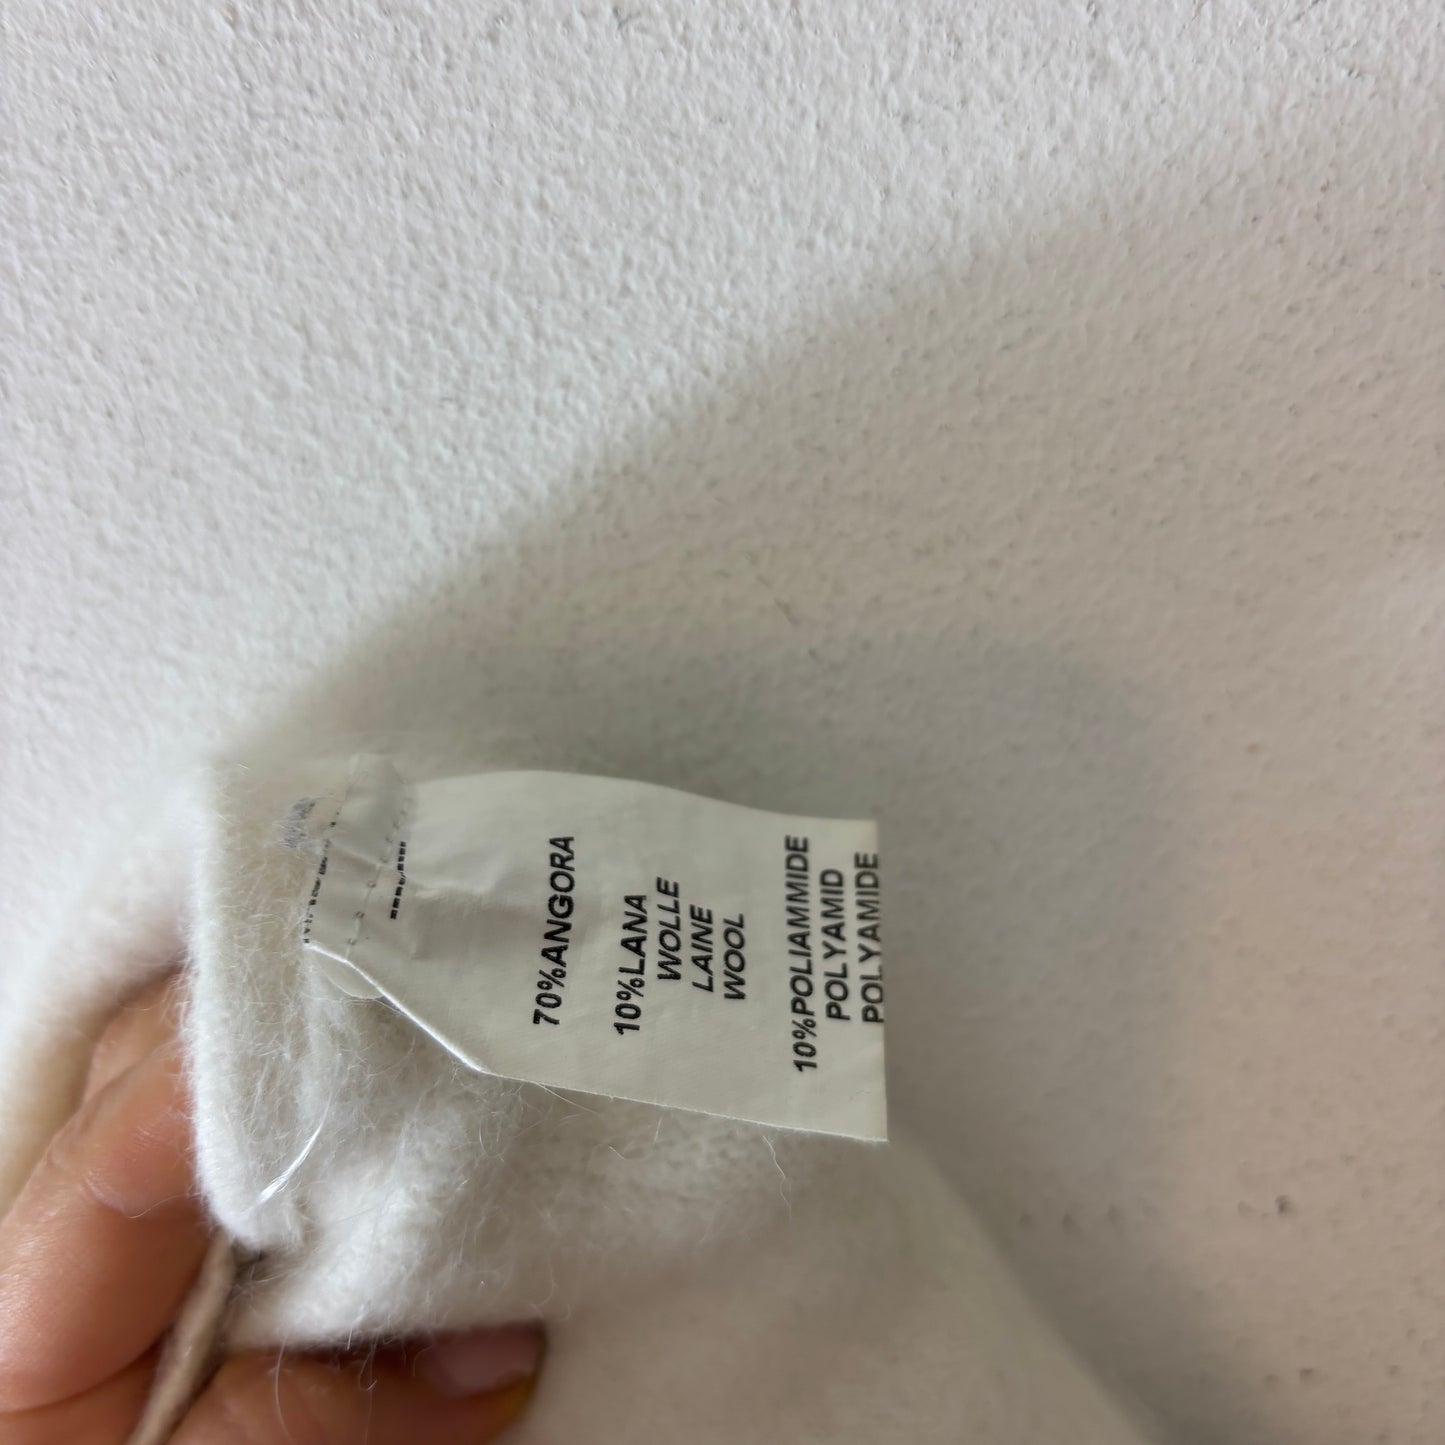 70%ANGORA
10%LANA
WOLLE
LAINE
WOOL
10%POLIAMMIDE
POLYAMID
POLYAMIDE